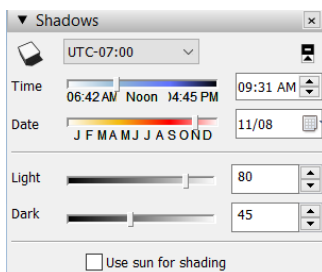 Shadows
UTC-07:00
Time 06:42 AM Noon 04:45 PM 09:31 AM
Date J F M A M J J A S O N D 11/08
Light 80
Dark 45
Use sun for shading